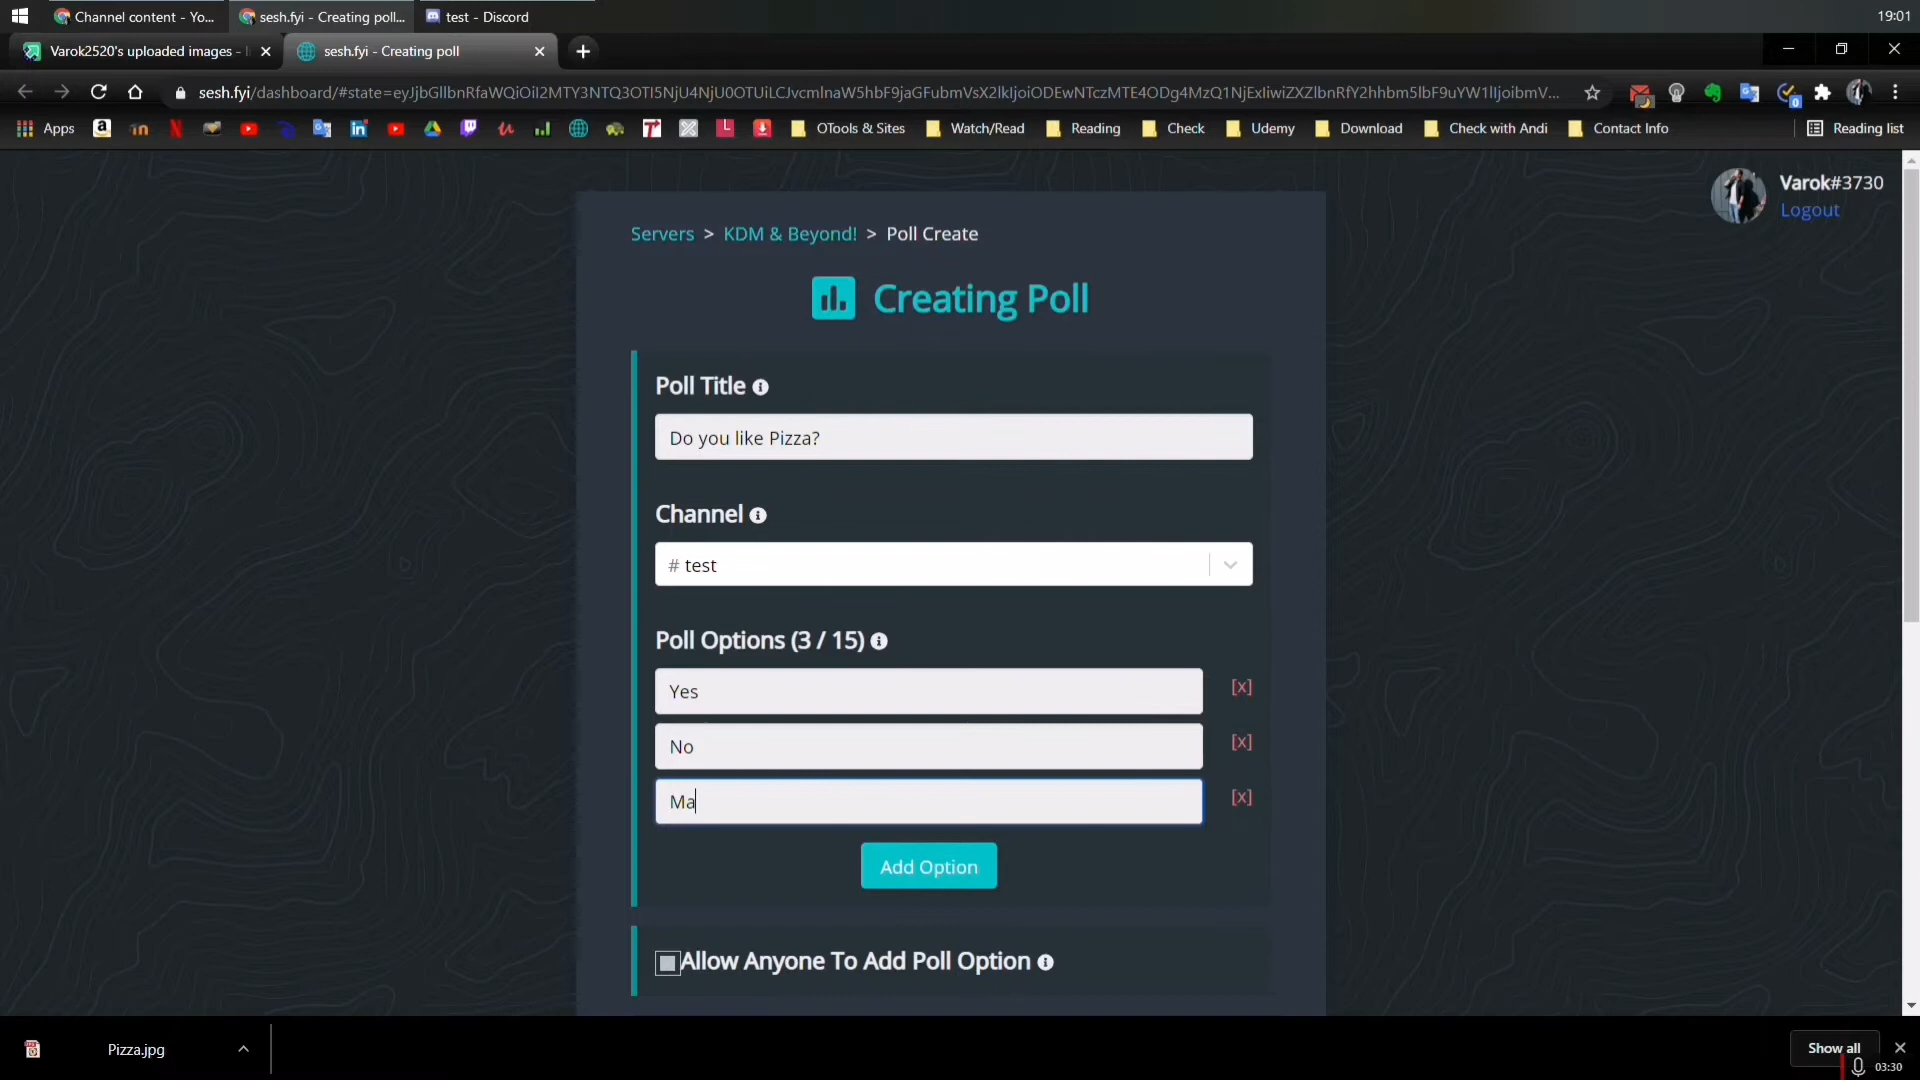 Channel content - Yo...
sesh.fyi - Creating poll...
test - Discord
19:01
Varok2520's uploaded images -
sesh.fyi - Creating poll
sesh.fyi/dashboard/#state=eyJjbGllbnRfaWQiOiI2MTY3NTQ3OTI5NjU4NjU0OTUiLCJvcmlnaW5hbF9jaGFubmVsX2lkIjoiODEwNTczMTE4ODg4MzQ1NjExIiwiZXZlbnRfY2hhbm5lbF9uYW1lIjoibmV...
Apps
OTools & Sites
Watch/Read
Reading
Check
Udemy
Download
Check with Andi
Contact Info
Reading list
Varok#3730
Logout
Servers > KDM & Beyond! > Poll Create
Creating Poll
Poll Title
Do you like Pizza?
Channel
# test
Poll Options (3 / 15)
Yes
[x]
No
[x]
Ma
[x]
Add Option
Allow Anyone To Add Poll Option
Pizza.jpg
Show all
03:30